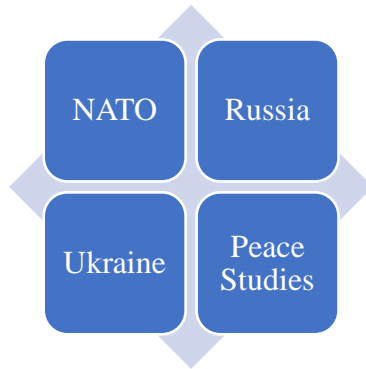 NATO
Russia
Ukraine
Peace
Studies